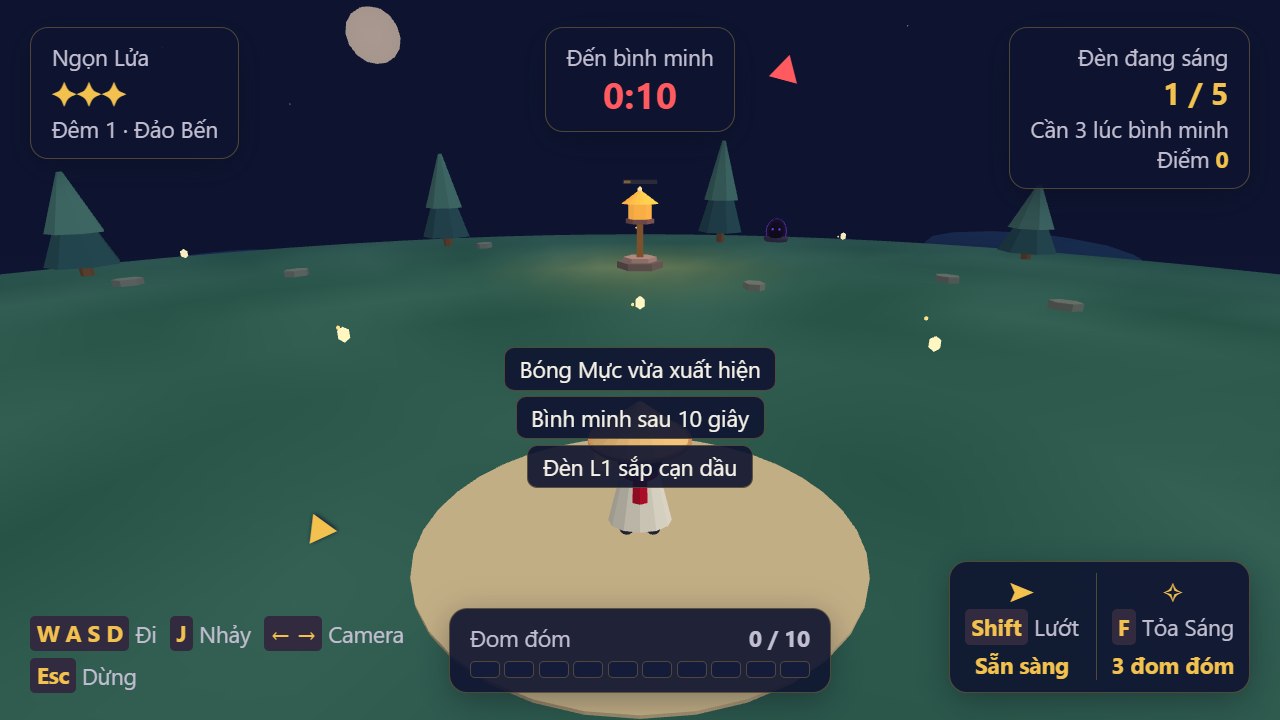 Ngọn Lửa
Đêm 1 · Đảo Bến
Đến bình minh
0:10
Đèn đang sáng
1 / 5
Cần 3 lúc bình minh
Điểm 0
Bóng Mực vừa xuất hiện
Bình minh sau 10 giây
Đèn L1 sắp cạn dầu
W A S D Đi J Nhảy ← → Camera
Esc Dừng
Đom đóm 0 / 10
Shift Lướt
Sẵn sàng
F Tỏa Sáng
3 đom đóm